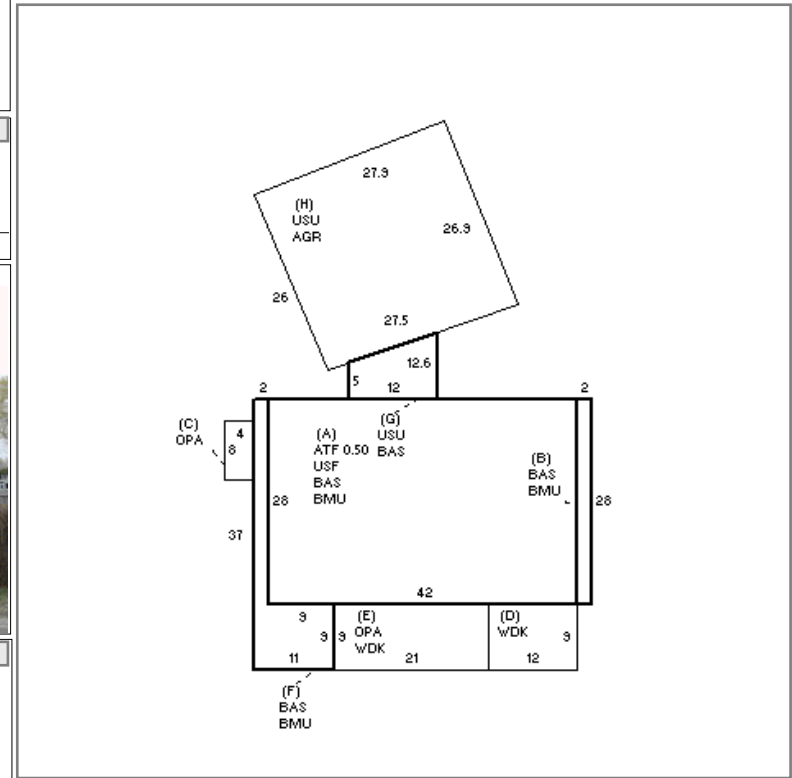 27.9
(H)
USU
AGR
26.9
26
27.5
12.6
5
12
2
2
(C)
OPA
4
8
(A)
ATF 0.50
USF
BAS
BMU
(G)
USU
BAS
(B)
BAS
BMU
28
28
37
42
9
9
9
(E)
OPA
WDK
(D)
WDK
9
11
21
12
(F)
BAS
BMU